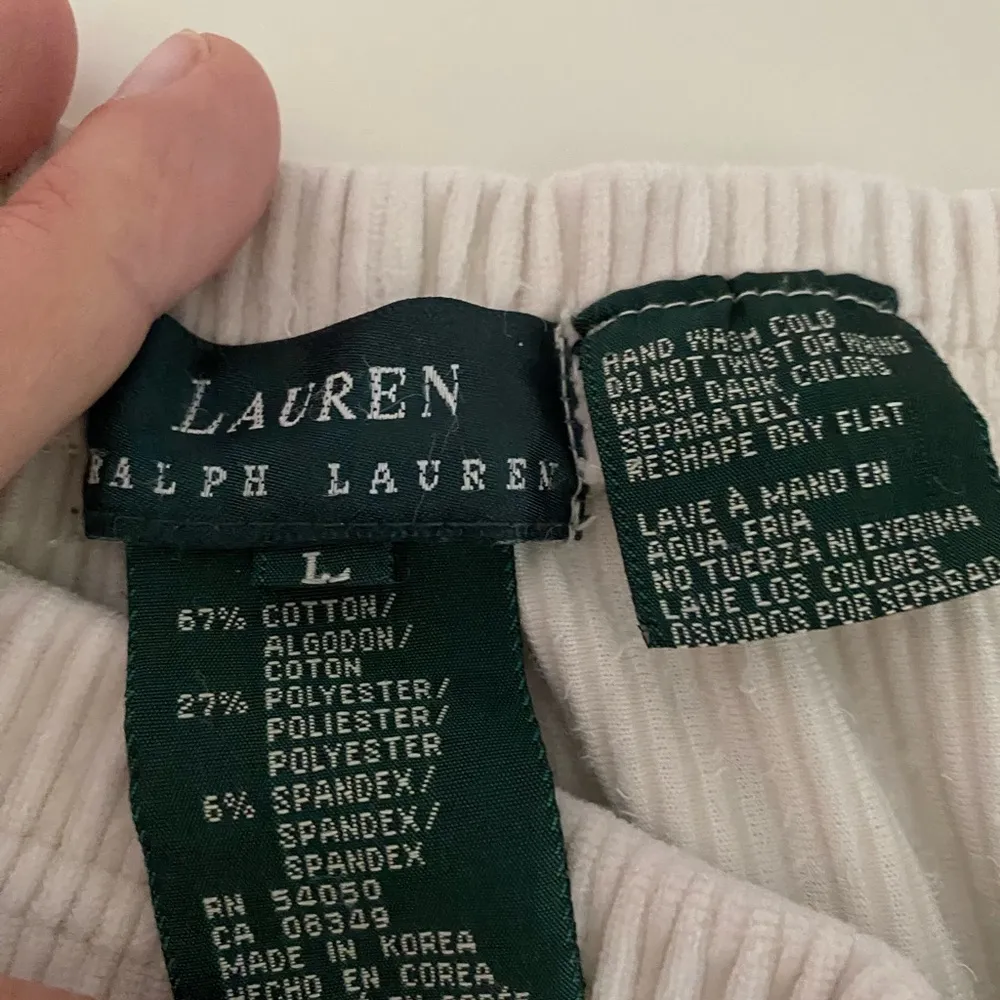 LAUREN
RALPH LAUREN
L
67% COTTON/
ALGODON/
COTON
27% POLYESTER/
POLIESTER/
POLYESTER
6% SPANDEX/
SPANDEX/
SPANDEX
RN 54050
CA 08349
MADE IN KOREA
HECHO EN COREA
HAND WASH COLD
DO NOT TWIST OR WRING
WASH DARK COLORS
SEPARATELY
RESHAPE DRY FLAT
LAVE À MANO EN
AGUA FRIA
NO TUERZA NI EXPRIMA
LAVE LOS COLORES
OSCUROS POR SEPARAD